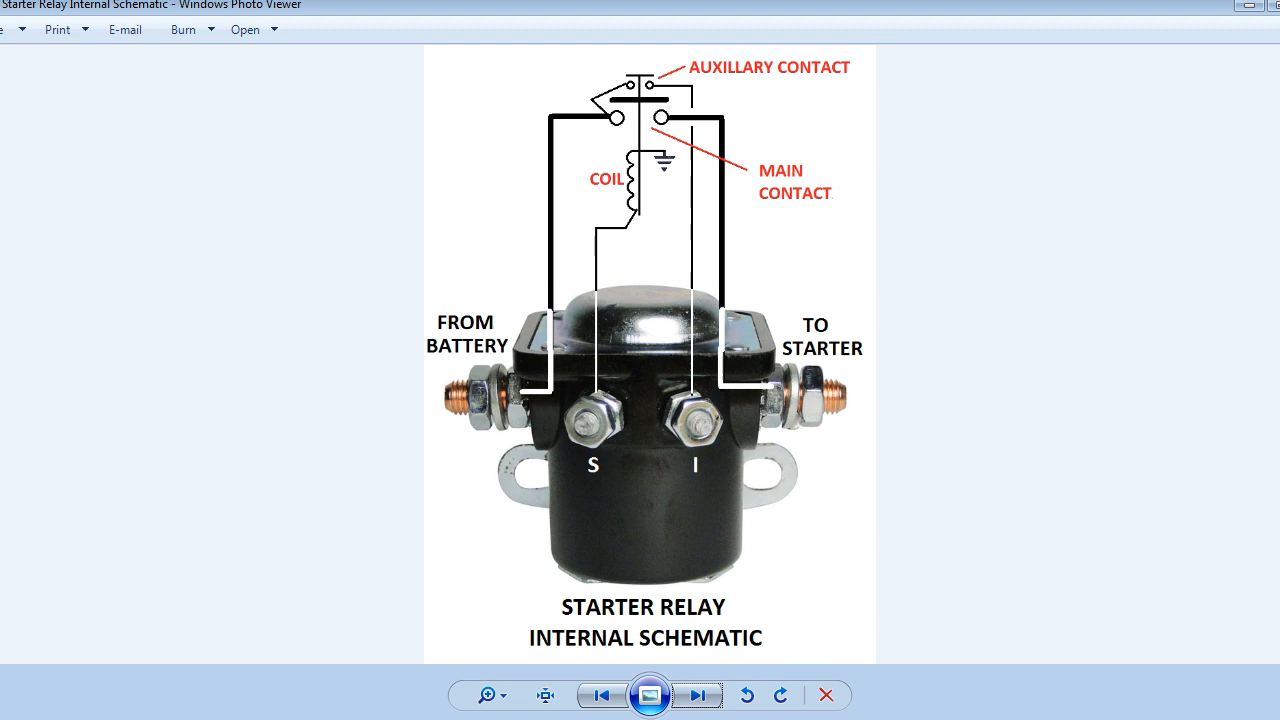 Starter Relay Internal Schematic - Windows Photo Viewer
Print
E-mail
Burn
Open
AUXILLARY CONTACT
COIL
MAIN
CONTACT
FROM
BATTERY
TO
STARTER
S
I
STARTER RELAY
INTERNAL SCHEMATIC